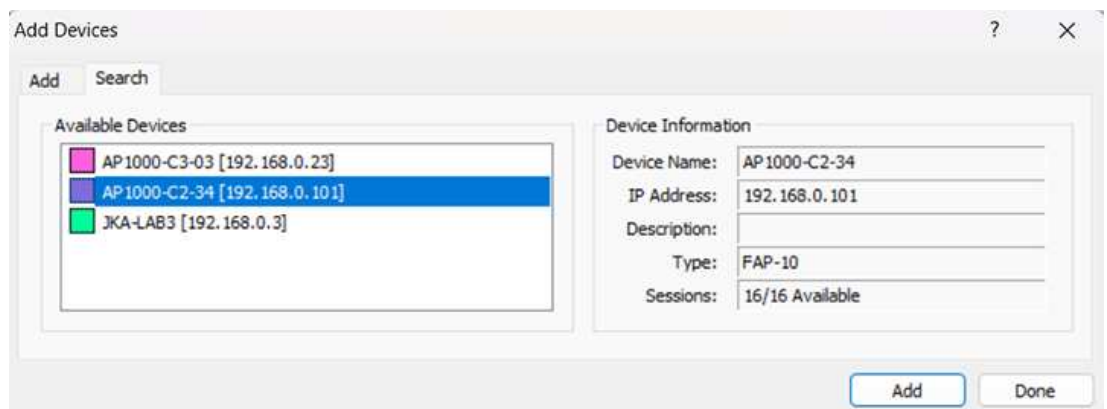 Add Devices
?
Add
Search
Available Devices
AP1000-C3-03 [192.168.0.23]
AP1000-C2-34 [192.168.0.101]
JKA-LAB3 [192.168.0.3]
Device Information
Device Name: AP1000-C2-34
IP Address: 192.168.0.101
Description:
Type: FAP-10
Sessions: 16/16 Available
Add
Done